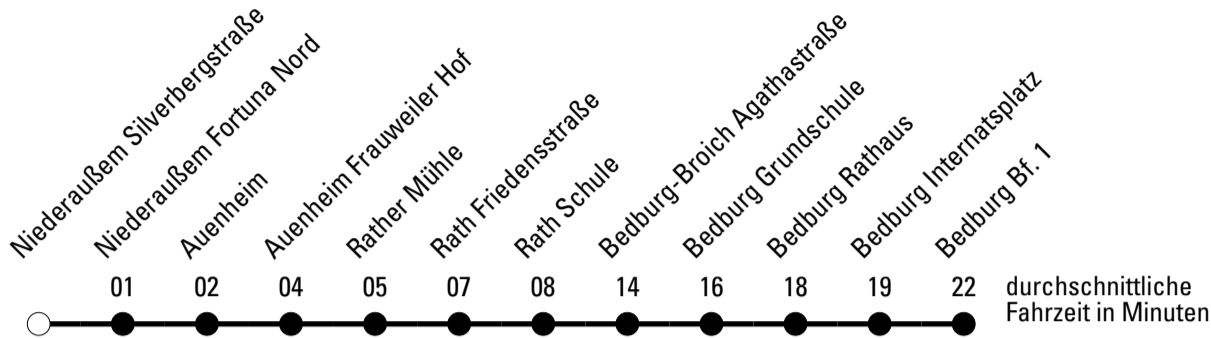 Niederaußem Silverbergstraße
Niederaußem Fortuna Nord
Auenheim
Auenheim Frauweiler Hof
Rather Mühle
Rath Friedensstraße
Rath Schule
Bedburg-Broich Agathastraße
Bedburg Grundschule
Bedburg Rathaus
Bedburg Internatsplatz
Bedburg Bf. 1
01 02 04 05 07 08 14 16 18 19 22
durchschnittliche
Fahrzeit in Minuten